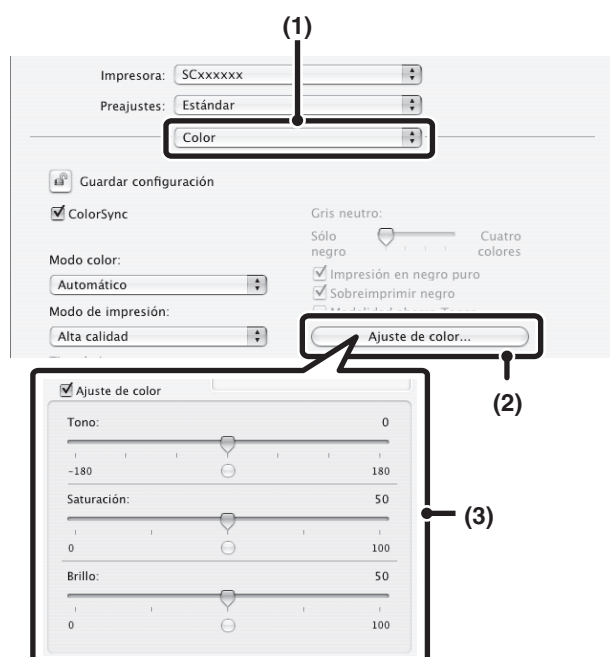 (1)
Impresora: SCxxxxxx
Preajustes: Estándar
Color
Guardar configuración
ColorSync
Gris neutro:
Sólo negro
Cuatro colores
Modo color:
Automático
Impresión en negro puro
Sobreimprimir negro
Modo de impresión:
Alta calidad
Ajuste de color...
(2)
Ajuste de color
Tono: 0
-180 180
Saturación: 50
0 100
(3)
Brillo: 50
0 100